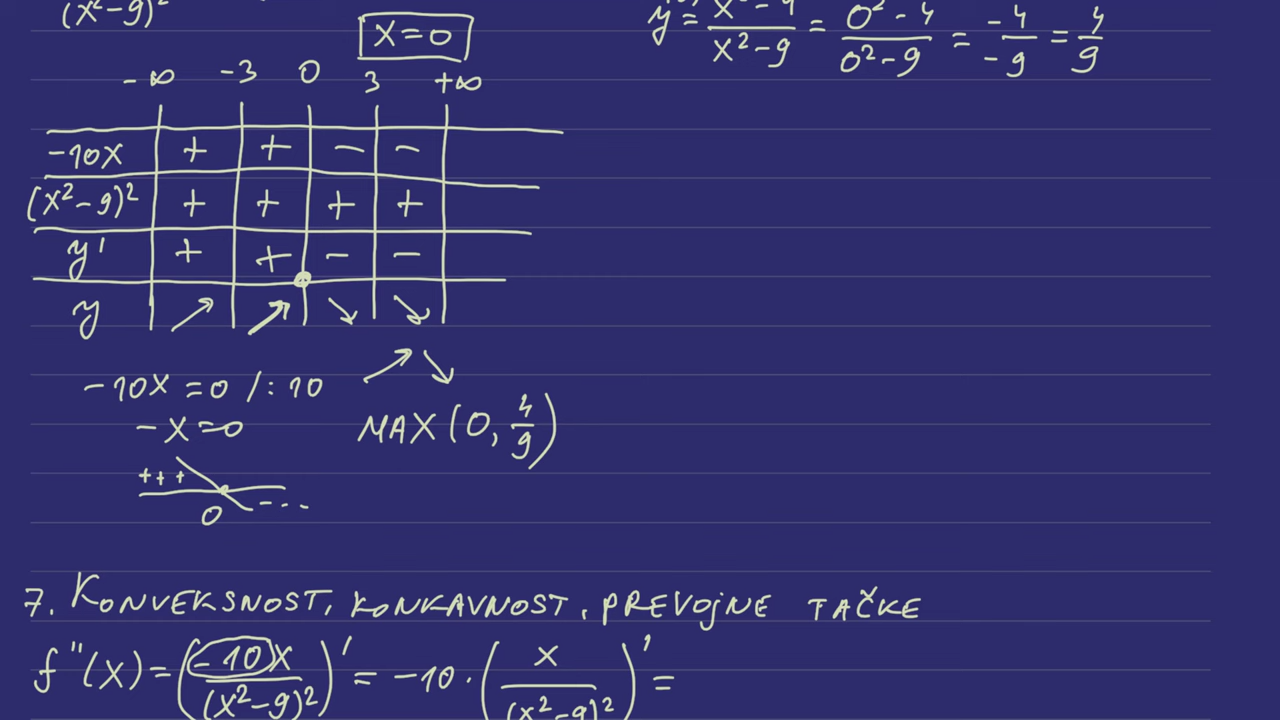 (x²-9)²
x=0
y = x²-4/x²-9 = 0²-4/0²-9 = -4/-9 = 4/9
-∞ -3 0 3 +∞
-10x + + - -
(x²-9)² + + + +
y' + + - -
y ↗ ↗ ↘ ↘
-10x = 0 /:10
↗ ↘
-x=0
MAX(0, 4/9)
+++
0 ---
7. KONVEKSNOST, KONKAVNOST, PREVOJNE TAČKE
f''(x) = (-10x/(x²-9)²)' = -10·(x/(x²-9)²)' =